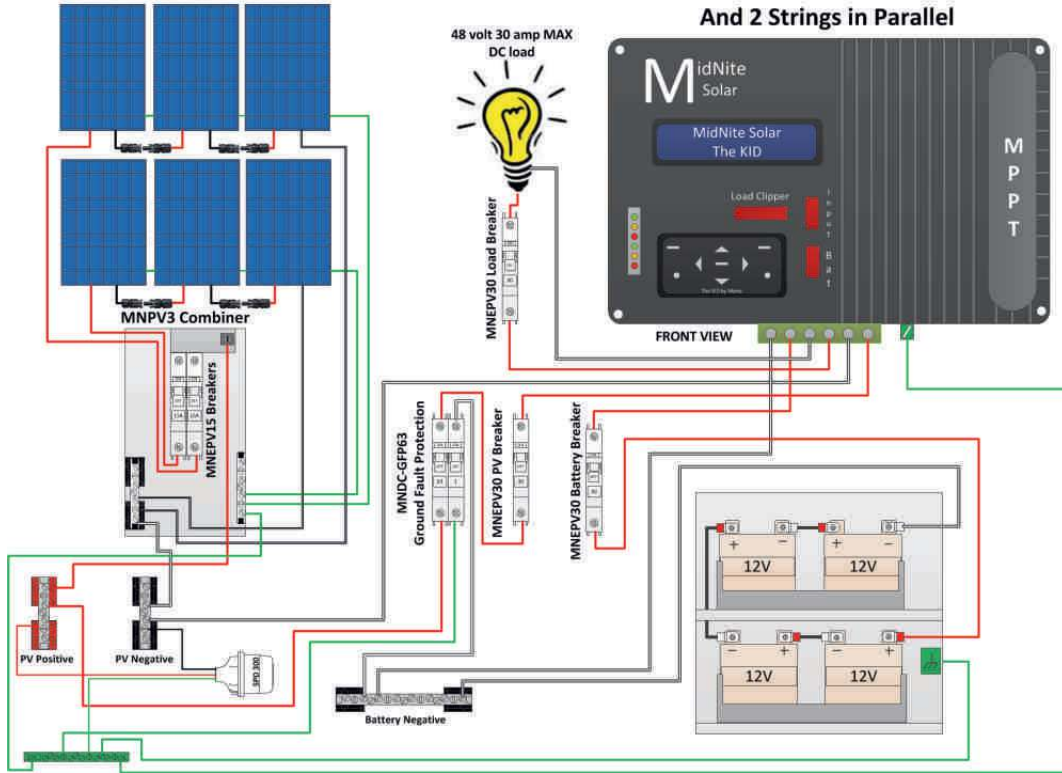 And 2 Strings in Parallel
48 volt 30 amp MAX
DC load
MidNite
Solar
MidNite Solar
The KID
Load Clipper
Input
Bat
MPPT
FRONT VIEW
MNEPV30 Load Breaker
MNPV3 Combiner
MNEPV15 Breakers
MNDC-GFP63
Ground Fault Protection
MNEPV30 PV Breaker
MNEPV30 Battery Breaker
+
−
+
−
12V
12V
−
+
−
+
12V
12V
PV Positive
PV Negative
SPD 300
Battery Negative